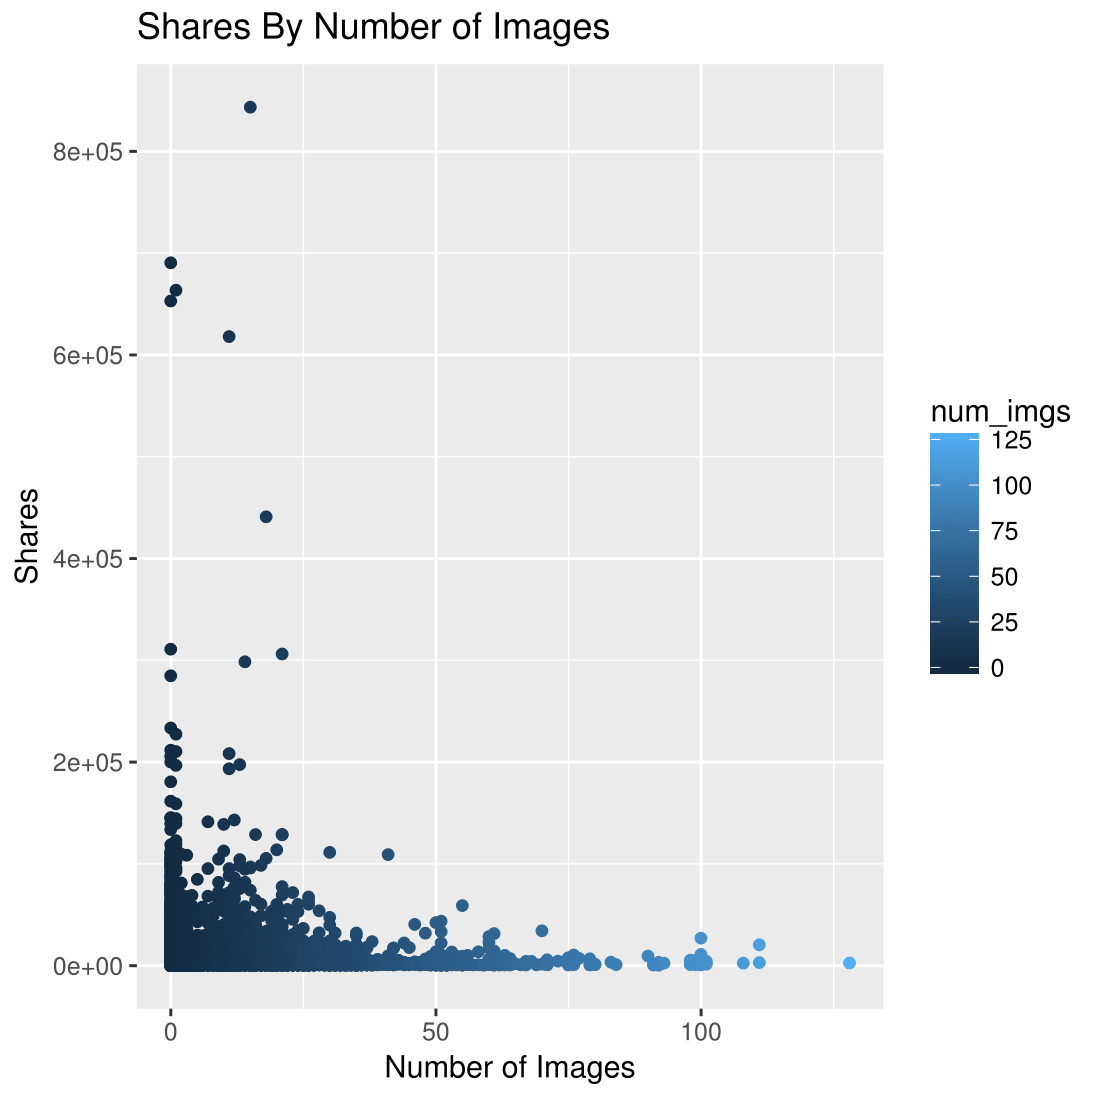 Shares By Number of Images
Shares
8e+05
6e+05
4e+05
2e+05
0e+00
0
50
100
Number of Images
num_imgs
125
100
75
50
25
0